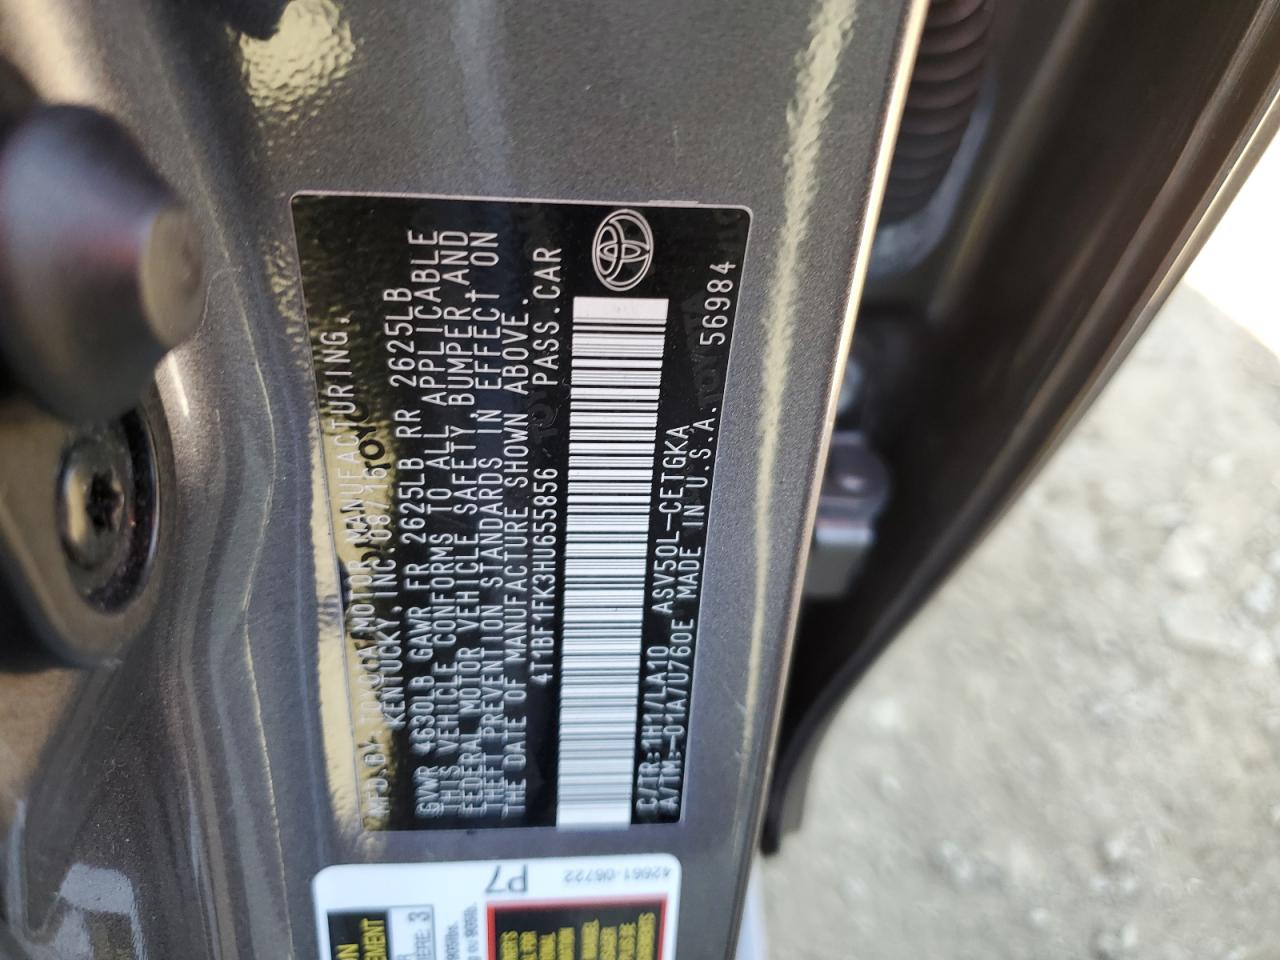 MFD.BY TOYOTA MOTOR MANUFACTURING,
KENTUCKY, INC. 08/16
GVWR 4630LB GAWR FR 2625LB RR 2625LB
THIS VEHICLE CONFORMS TO ALL APPLICABLE
FEDERAL MOTOR VEHICLE SAFETY, BUMPER, AND
THEFT PREVENTION STANDARDS IN EFFECT ON
THE DATE OF MANUFACTURE SHOWN ABOVE.
4T1BF1FK3HU655856 PASS.CAR
C/TR:1H1/LA10 ASV50L-CETGKA
A/TM:-01A/U760E MADE IN U.S.A. 56984
P7
42661-06722